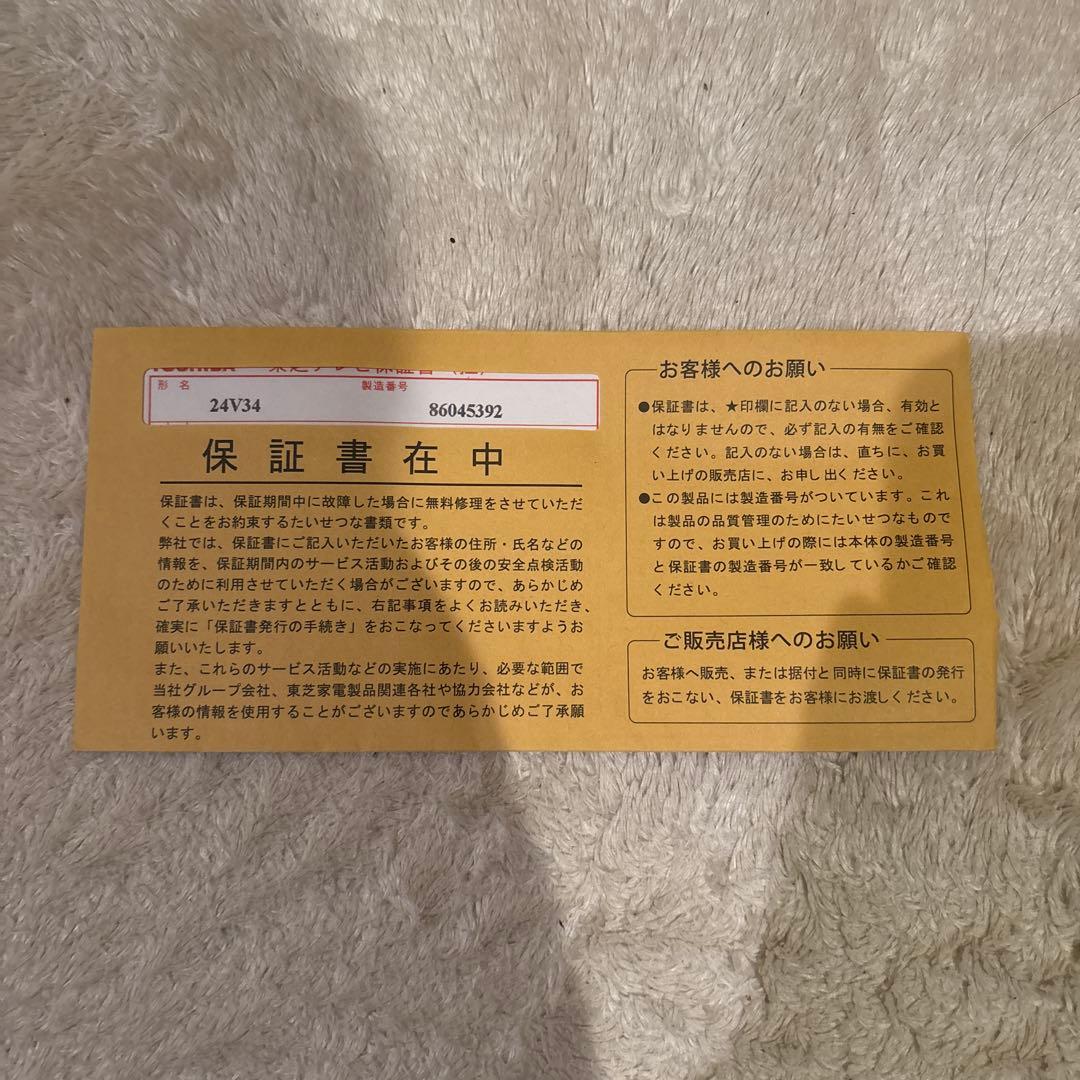 TOSHIBA 東芝テレビ保証書
形名 製造番号
24V34 86045392
保証書在中
保証書は、保証期間中に故障した場合に無料修理をさせていただ
くことをお約束するたいせつな書類です。
弊社では、保証書にご記入いただいたお客様の住所・氏名などの
情報を、保証期間内のサービス活動およびその後の安全点検活動
のために利用させていただく場合がございますので、あらかじめ
ご了承いただきますとともに、右記事項をよくお読みいただき、
確実に「保証書発行の手続き」をおこなってくださいますようお
願いいたします。
また、これらのサービス活動などの実施にあたり、必要な範囲で
当社グループ会社、東芝家電製品関連各社や協力会社などが、お
客様の情報を使用することがございますのであらかじめご了承願
います。
お客様へのお願い
●保証書は、★印欄に記入のない場合、有効と
はなりませんので、必ず記入の有無をご確認
ください。記入のない場合は、直ちに、お買
い上げの販売店に、お申し出ください。
●この製品には製造番号がついています。これ
は製品の品質管理のためにたいせつなもので
すので、お買い上げの際には本体の製造番号
と保証書の製造番号が一致しているかご確認
ください。
ご販売店様へのお願い
お客様へ販売、または据付と同時に保証書の発行
をおこない、保証書をお客様にお渡しください。